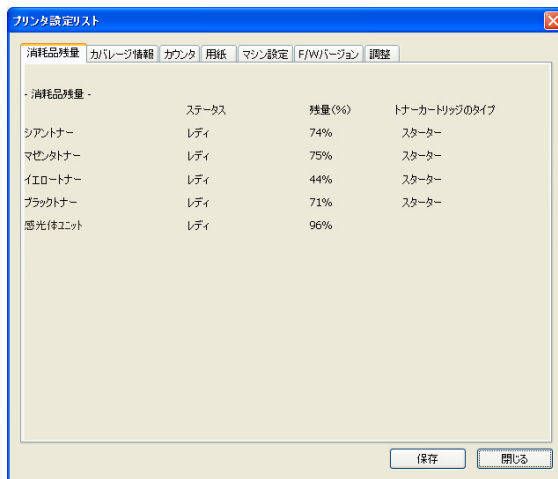 プリンタ設定リスト
消耗品残量 カバレージ情報 カウンタ 用紙 マシン設定 F/Wバージョン 調整
- 消耗品残量 -
ステータス 残量(%) トナーカートリッジのタイプ
シアントナー レディ 74% スターター
マゼンタトナー レディ 75% スターター
イエロートナー レディ 44% スターター
ブラックトナー レディ 71% スターター
感光体ユニット レディ 96%
保存 閉じる